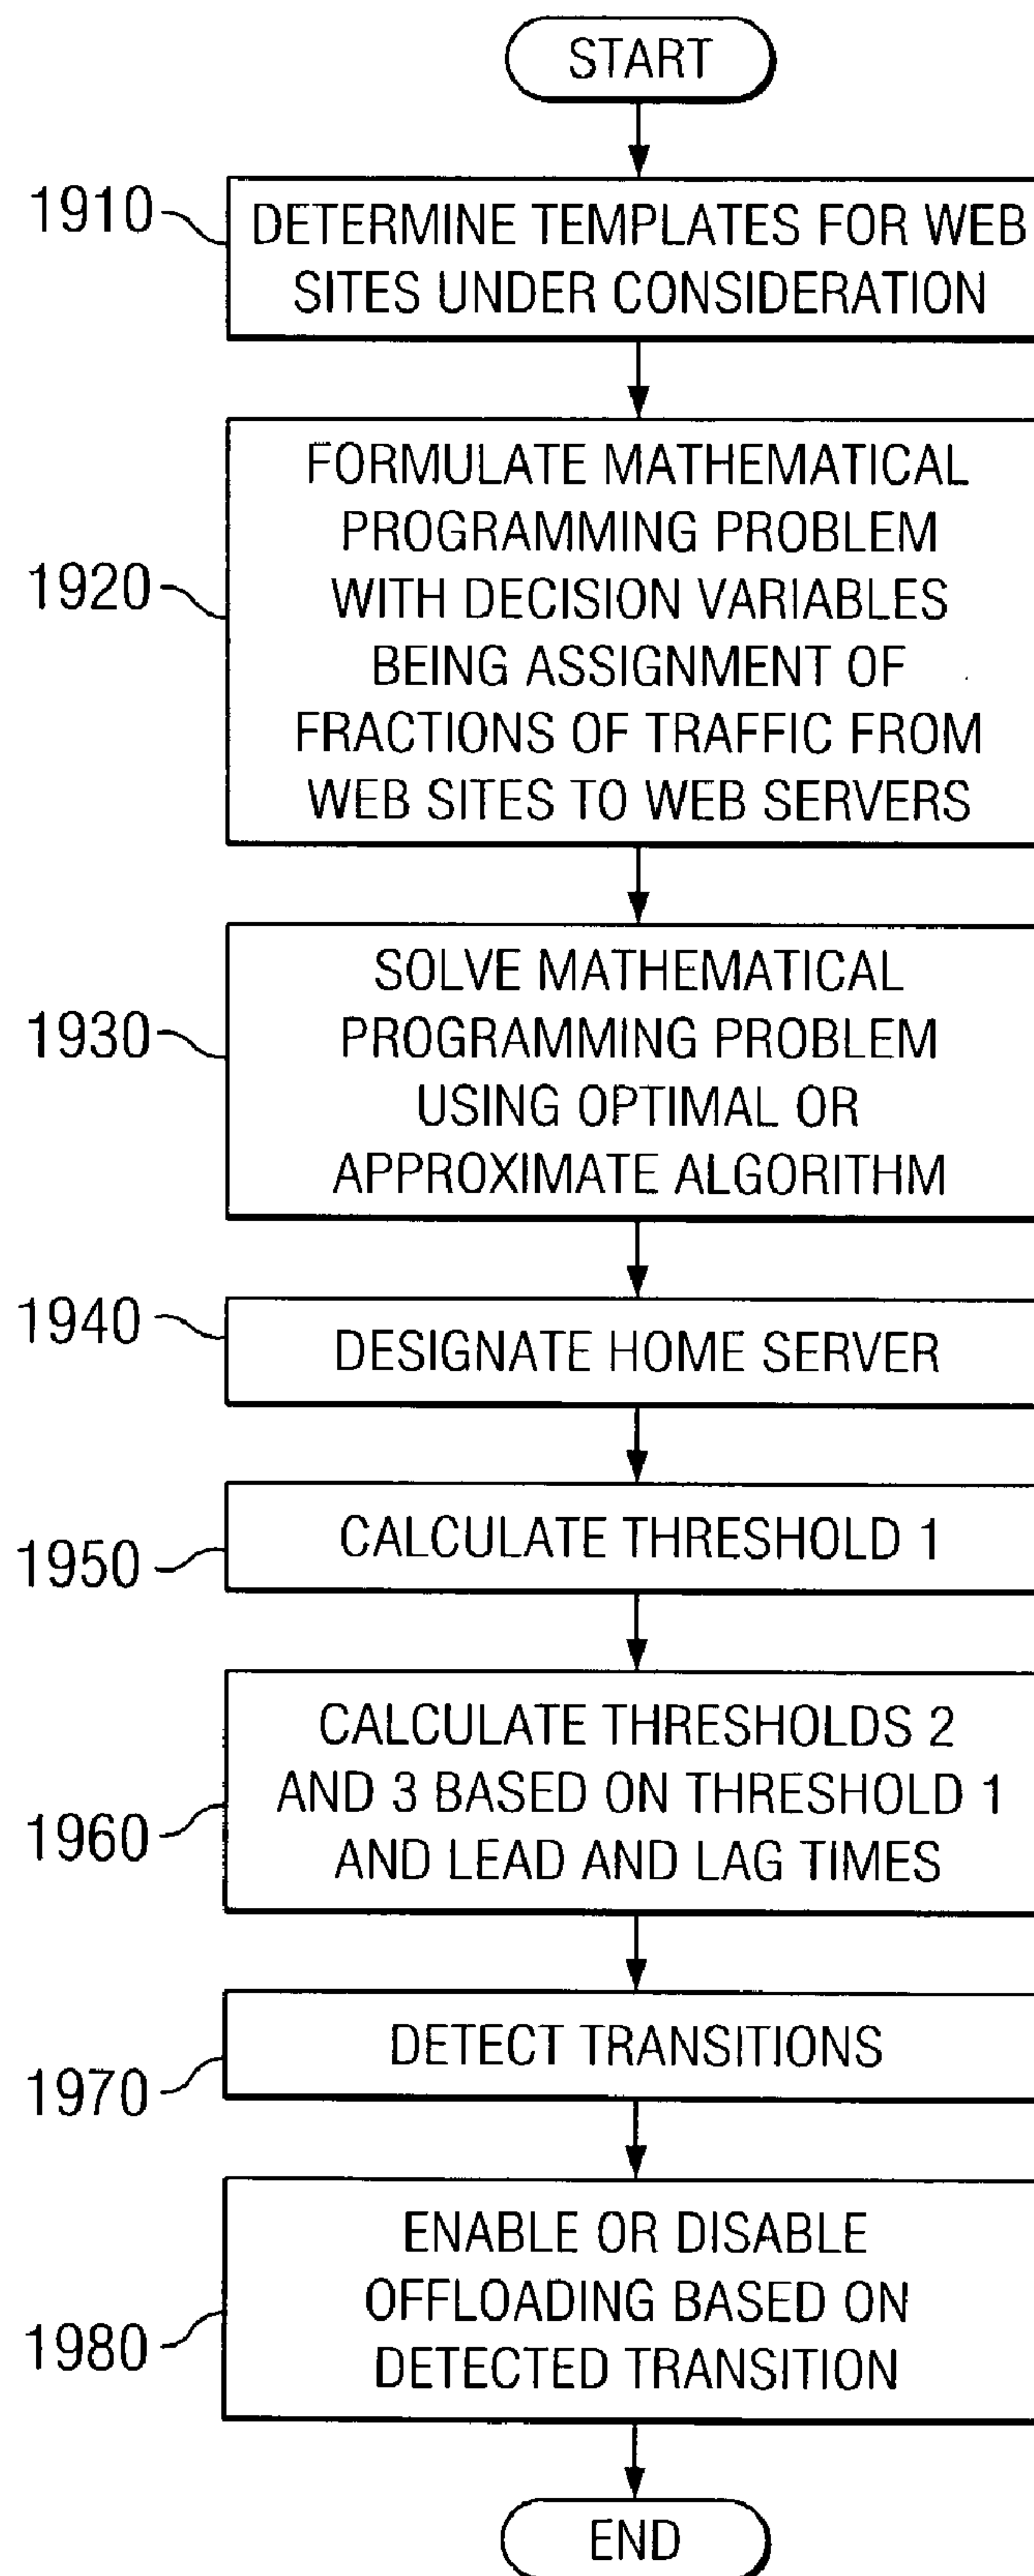 START
1910
DETERMINE TEMPLATES FOR WEB
SITES UNDER CONSIDERATION
1920
FORMULATE MATHEMATICAL
PROGRAMMING PROBLEM
WITH DECISION VARIABLES
BEING ASSIGNMENT OF
FRACTIONS OF TRAFFIC FROM
WEB SITES TO WEB SERVERS
1930
SOLVE MATHEMATICAL
PROGRAMMING PROBLEM
USING OPTIMAL OR
APPROXIMATE ALGORITHM
1940
DESIGNATE HOME SERVER
1950
CALCULATE THRESHOLD 1
1960
CALCULATE THRESHOLDS 2
AND 3 BASED ON THRESHOLD 1
AND LEAD AND LAG TIMES
1970
DETECT TRANSITIONS
1980
ENABLE OR DISABLE
OFFLOADING BASED ON
DETECTED TRANSITION
END